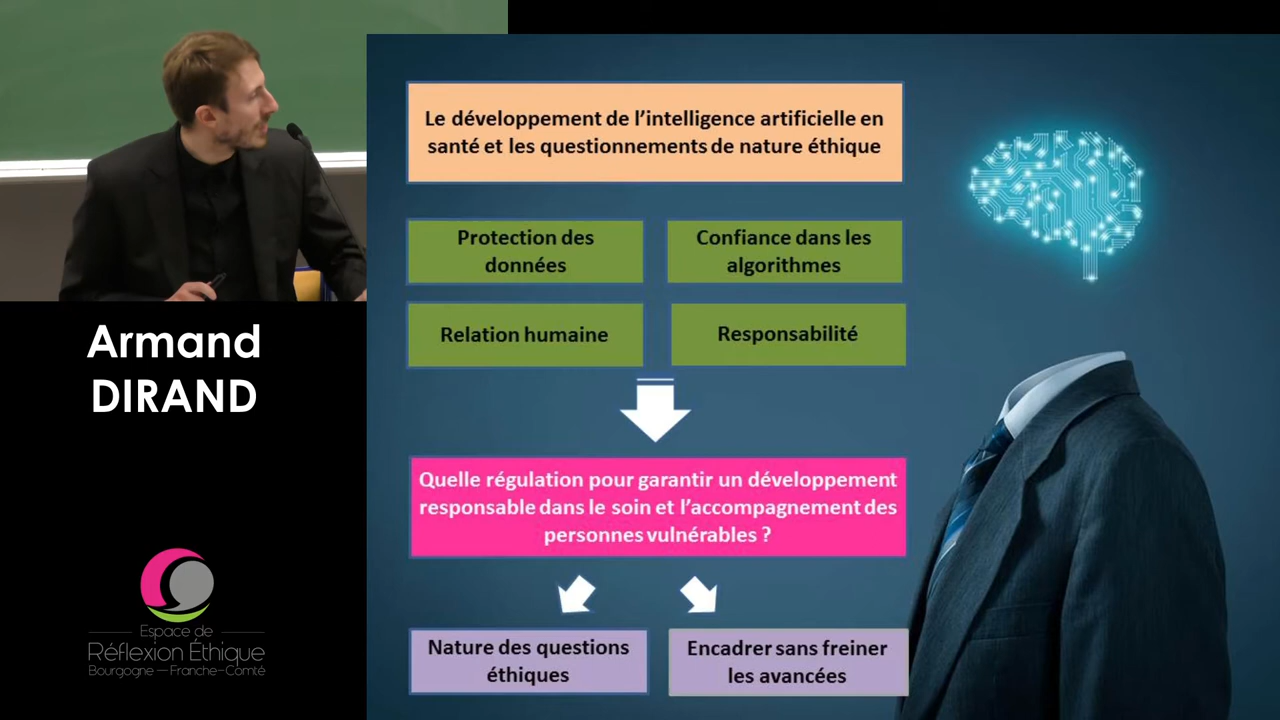 Le développement de l’intelligence artificielle en
santé et les questionnements de nature éthique
Protection des
données
Confiance dans les
algorithmes
Relation humaine
Responsabilité
Quelle régulation pour garantir un développement
responsable dans le soin et l’accompagnement des
personnes vulnérables ?
Nature des questions
éthiques
Encadrer sans freiner
les avancées
Armand
DIRAND
Espace de
Réflexion Éthique
Bourgogne — Franche-Comté